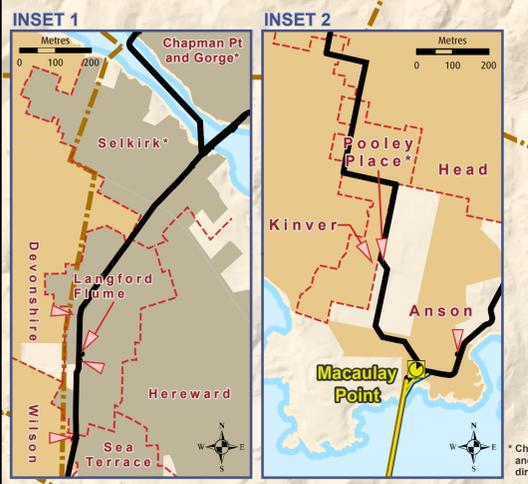 INSET 1
Metres
0 100 200
Chapman Pt
and Gorge*
Selkirk*
Devonshire
Langford
Flume
Hereward
Wilson
Sea
Terrace
N
W E
S
INSET 2
Metres
0 100 200
Pooley
Place*
Head
Kinver
Anson
Macaulay
Point
N
W E
S
* Ch
and
dir